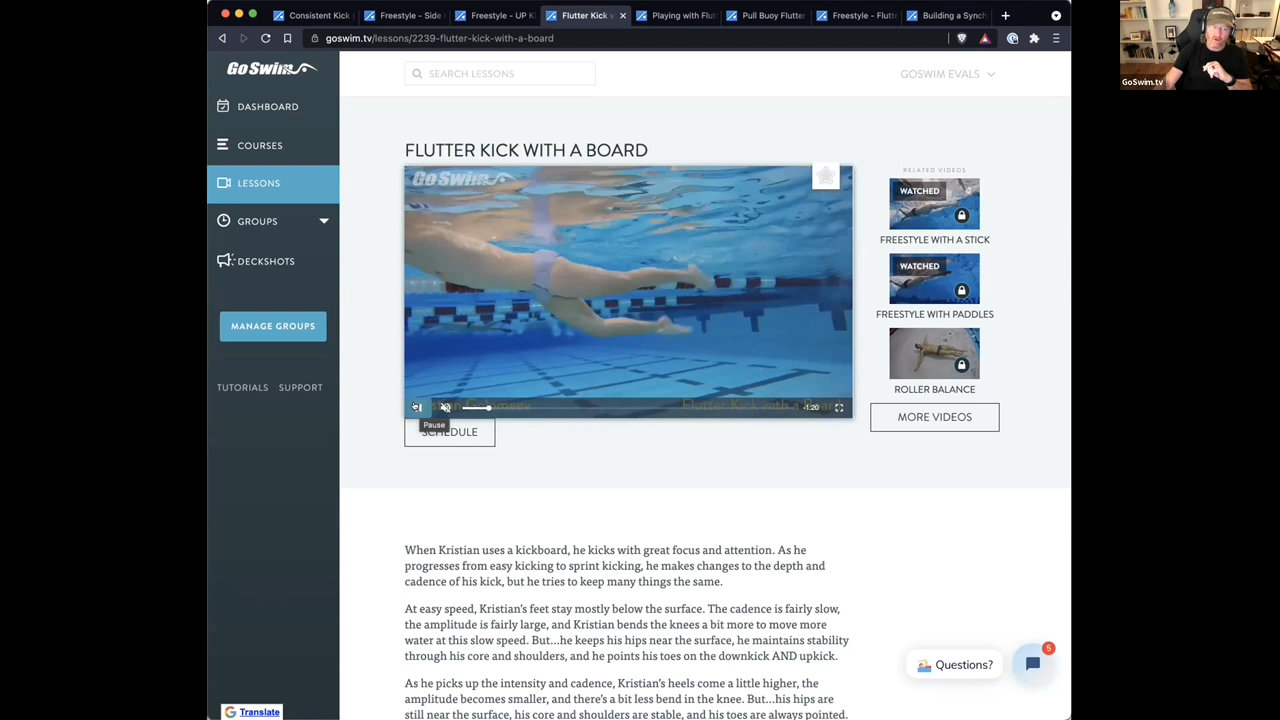 Consistent Kick
Freestyle - Side
Freestyle - UP K
Flutter Kick
Playing with Flut
Pull Buoy Flutter
Freestyle - Flutte
Building a Synch
goswim.tv/lessons/2239-flutter-kick-with-a-board
GoSwim
SEARCH LESSONS
GOSWIM EVALS
DASHBOARD
COURSES
LESSONS
GROUPS
DECKSHOTS
MANAGE GROUPS
TUTORIALS SUPPORT
Translate
FLUTTER KICK WITH A BOARD
GoSwim
Flutter Kick with a Board
-1:20
Pause
SCHEDULE
RELATED VIDEOS
WATCHED
FREESTYLE WITH A STICK
WATCHED
FREESTYLE WITH PADDLES
ROLLER BALANCE
MORE VIDEOS
When Kristian uses a kickboard, he kicks with great focus and attention. As he
progresses from easy kicking to sprint kicking, he makes changes to the depth and
cadence of his kick, but he tries to keep many things the same.
At easy speed, Kristian's feet stay mostly below the surface. The cadence is fairly slow,
the amplitude is fairly large, and Kristian bends the knees a bit more to move more
water at this slow speed. But...he keeps his hips near the surface, he maintains stability
through his core and shoulders, and he points his toes on the downkick AND upkick.
As he picks up the intensity and cadence, Kristian's heels come a little higher, the
amplitude becomes smaller, and there's a bit less bend in the knee. But...his hips are
still near the surface, his core and shoulders are stable, and his toes are always pointed.
Questions?
5
GoSwim.tv